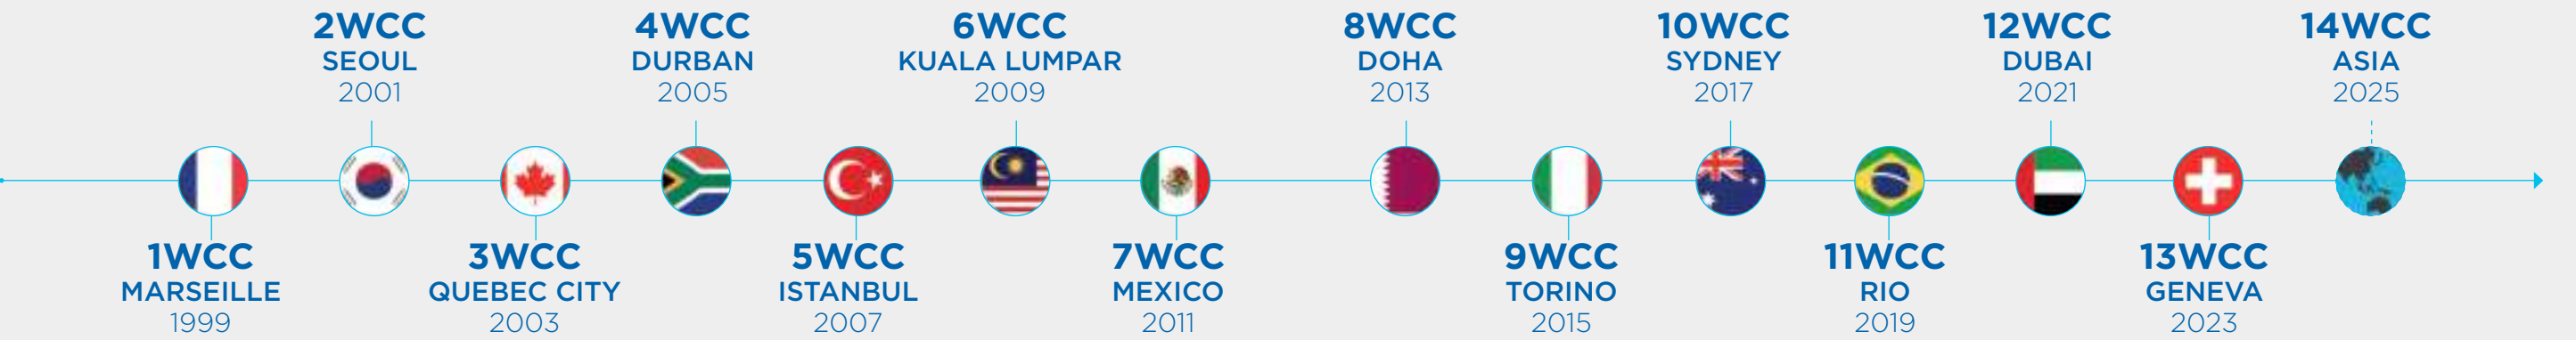 2WCC
SEOUL
2001
4WCC
DURBAN
2005
6WCC
KUALA LUMPAR
2009
8WCC
DOHA
2013
10WCC
SYDNEY
2017
12WCC
DUBAI
2021
14WCC
ASIA
2025
1WCC
MARSEILLE
1999
3WCC
QUEBEC CITY
2003
5WCC
ISTANBUL
2007
7WCC
MEXICO
2011
9WCC
TORINO
2015
11WCC
RIO
2019
13WCC
GENEVA
2023